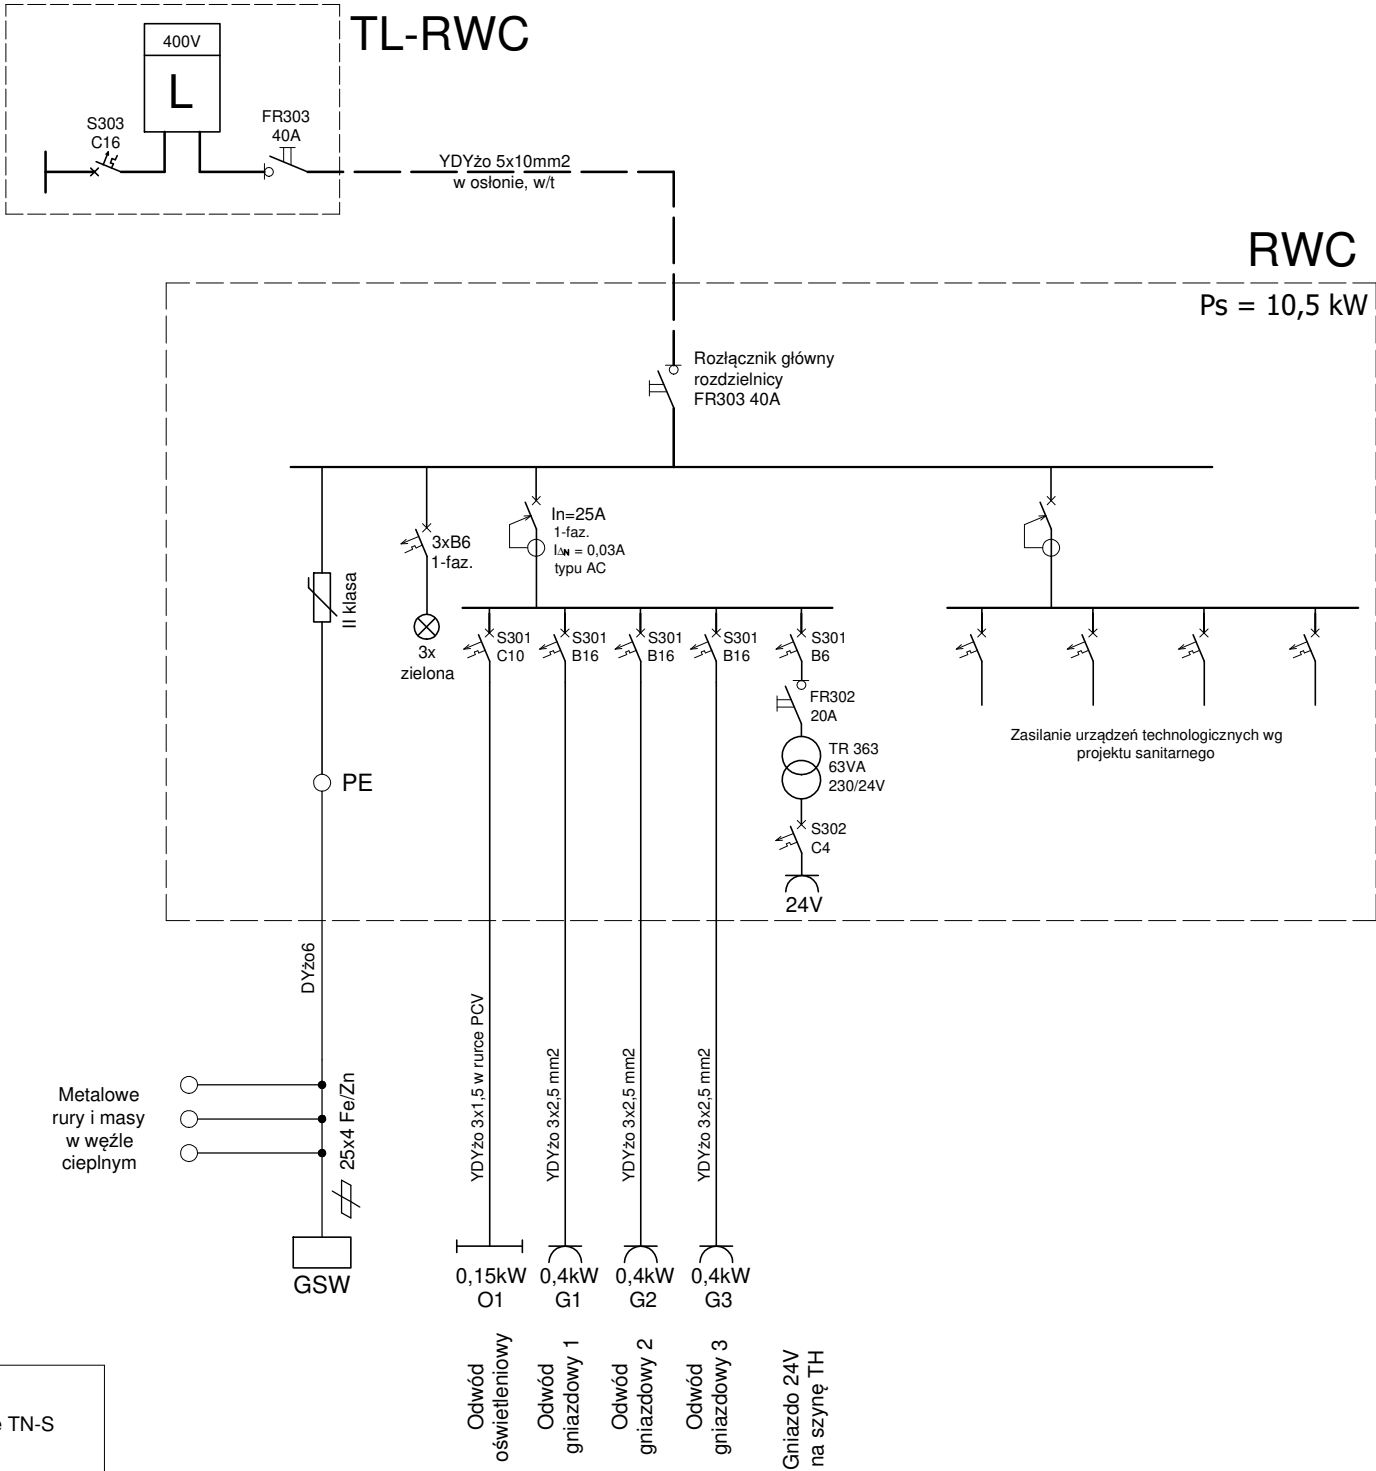 TL-RWC
400V
L
S303
C16
FR303
40A
YDYżo 5x10mm2
w osłonie, w/t
RWC
Ps = 10,5 kW
Rozłącznik główny
rozdzielnicy
FR303 40A
In=25A
1-faz.
I∆N = 0,03A
typu AC
3xB6
1-faz.
II klasa
3x
zielona
S301
C10
S301
B16
S301
B16
S301
B16
S301
B6
FR302
20A
TR 363
63VA
230/24V
S302
C4
24V
Zasilanie urządzeń technologicznych wg
projektu sanitarnego
PE
DYżo6
YDYżo 3x1,5 w rurce PCV
YDYżo 3x2,5 mm2
YDYżo 3x2,5 mm2
YDYżo 3x2,5 mm2
Metalowe
rury i masy
w węźle
cieplnym
25x4 Fe/Zn
GSW
0,15kW
O1
0,4kW
G1
0,4kW
G2
0,4kW
G3
Odwód
oświetleniowy
Odwód
gniazdowy 1
Odwód
gniazdowy 2
Odwód
gniazdowy 3
Gniazdo 24V
na szynę TH
TN-S